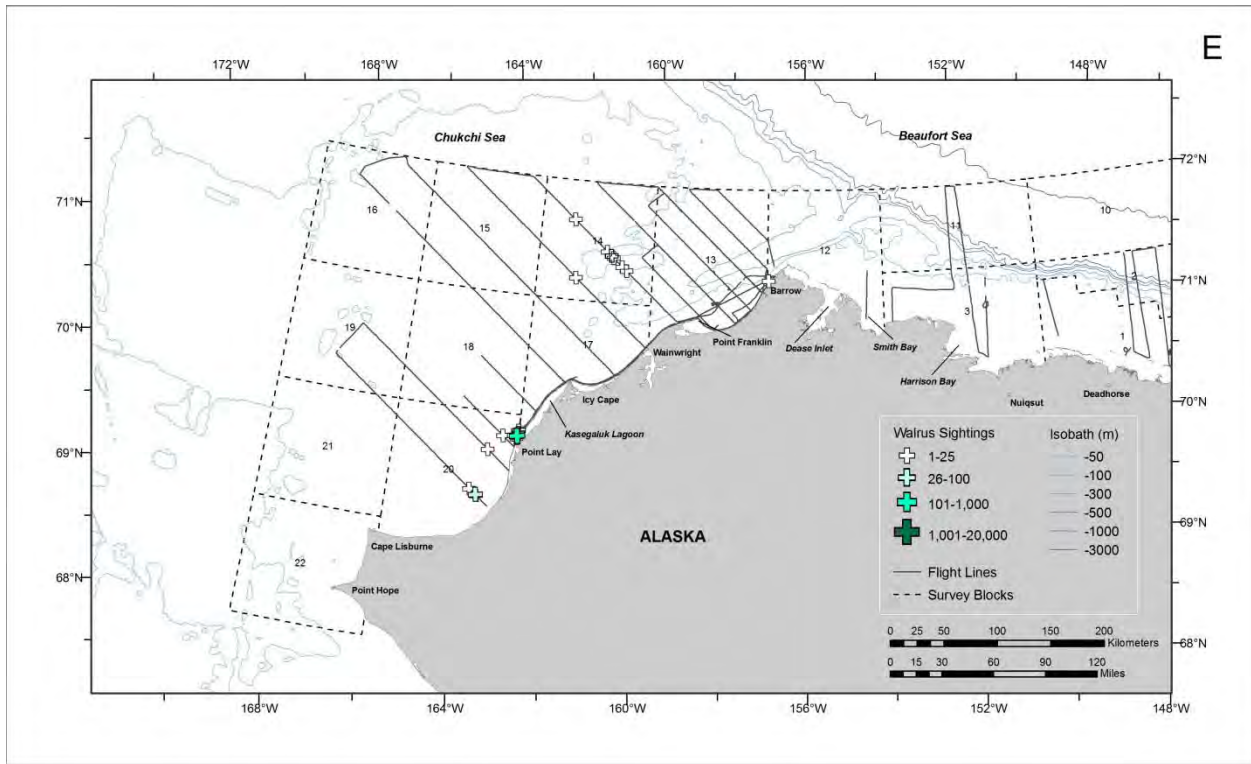 E
172°W 168°W 164°W 160°W 156°W 152°W 148°W
Chukchi Sea
Beaufort Sea
72°N
71°N
16
15
14
13
12
11
10
2
71°N
Barrow
70°N
19
18
17
Wainwright
Point Franklin
Dease Inlet
Smith Bay
3
1
Harrison Bay
Icy Cape
Kasegaluk Lagoon
Nuiqsut
Deadhorse
70°N
69°N
21
20
Point Lay
Walrus Sightings
1-25
26-100
101-1,000
1,001-20,000
Flight Lines
Survey Blocks
Isobath (m)
-50
-100
-300
-500
-1000
-3000
69°N
ALASKA
Cape Lisburne
22
Point Hope
68°N
0 25 50 100 150 200
Kilometers
68°N
0 15 30 60 90 120
Miles
168°W 164°W 160°W 156°W 152°W 148°W